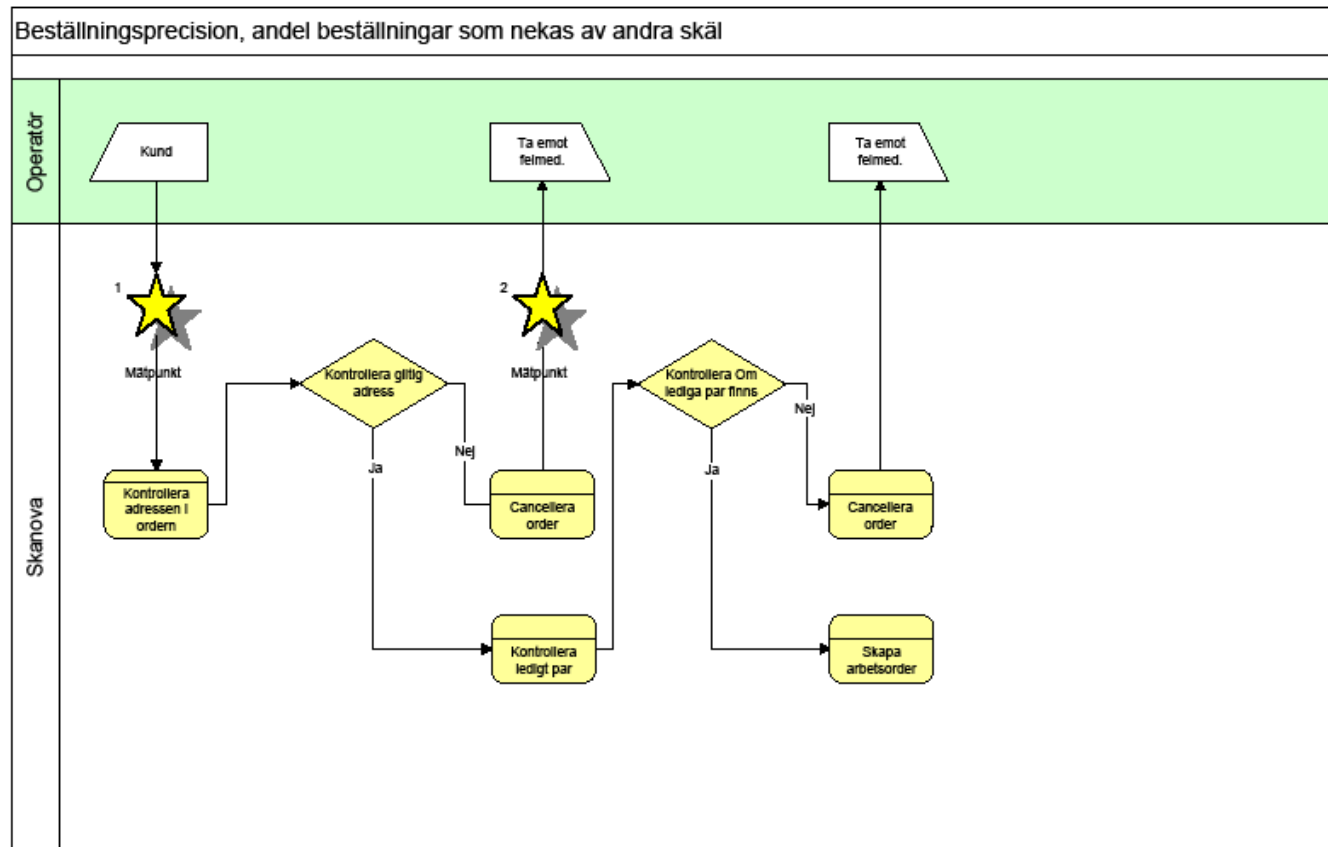 Beställningsprecision, andel beställningar som nekas av andra skäl
Operatör
Kund
Ta emot
felmed.
Ta emot
felmed.
Skanova
1
Mätpunkt
2
Mätpunkt
Kontrollera giltig
adress
Kontrollera Om
lediga par finns
Nej
Ja
Nej
Ja
Kontrollera
adressen i
ordern
Cancellera
order
Cancellera
order
Kontrollera
ledigt par
Skapa
arbetsorder